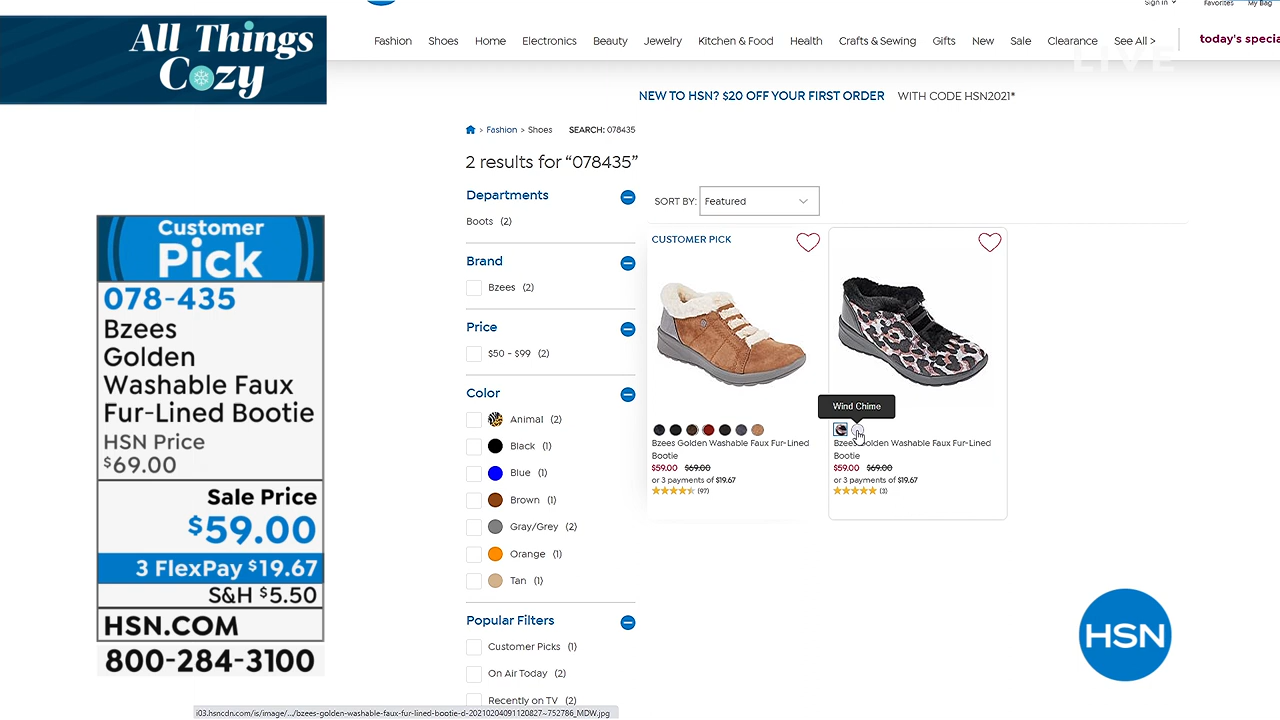 All Things
Cozy
Customer
Pick
078-435
Bzees
Golden
Washable Faux
Fur-Lined Bootie
HSN Price
$69.00
Sale Price
$59.00
3 FlexPay $19.67
S&H $5.50
HSN.COM
800-284-3100
Sign In
Favorites
My Bag
Fashion Shoes Home Electronics Beauty Jewelry Kitchen & Food Health Crafts & Sewing Gifts New Sale Clearance See All >
today's specia
LIVE
NEW TO HSN? $20 OFF YOUR FIRST ORDER WITH CODE HSN2021*
> Fashion > Shoes SEARCH: 078435
2 results for “078435”
Departments
Boots (2)
Brand
Bzees (2)
Price
$50 - $99 (2)
Color
Animal (2)
Black (1)
Blue (1)
Brown (1)
Gray/Grey (2)
Orange (1)
Tan (1)
Popular Filters
Customer Picks (1)
On Air Today (2)
Recently on TV (2)
SORT BY: Featured
CUSTOMER PICK
Bzees Golden Washable Faux Fur-Lined
Bootie
$59.00 $69.00
or 3 payments of $19.67
(97)
Wind Chime
Bzees Golden Washable Faux Fur-Lined
Bootie
$59.00 $69.00
or 3 payments of $19.67
(3)
HSN
i03.hsncdn.com/is/image/.../bzees-golden-washable-faux-fur-lined-bootie-d-20210204091120827~752786_MDW.jpg